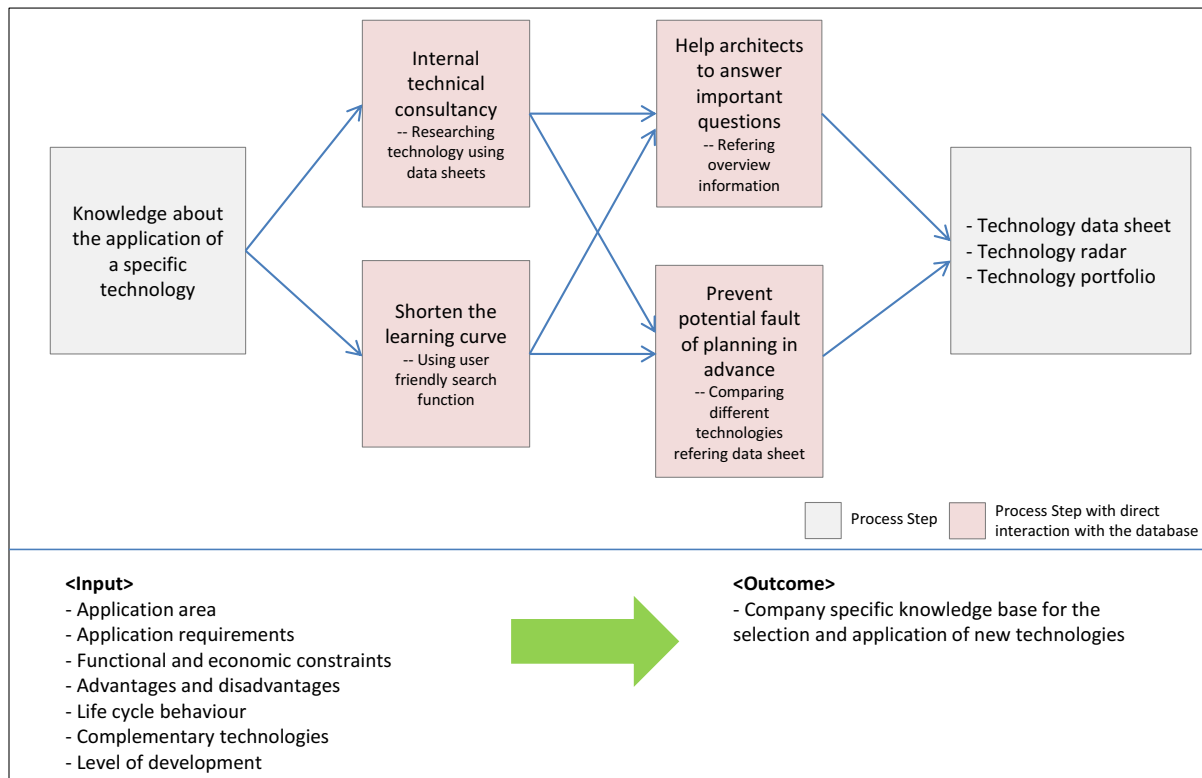 Knowledge about
the application of
a specific
technology
Internal
technical
consultancy
-- Researching
technology using
data sheets
Shorten the
learning curve
-- Using user
friendly search
function
Help architects
to answer
important
questions
-- Refering
overview
information
Prevent
potential fault
of planning in
advance
-- Comparing
different
technologies
refering data sheet
- Technology data sheet
- Technology radar
- Technology portfolio
Process Step
Process Step with direct
interaction with the database
<Input>
- Application area
- Application requirements
- Functional and economic constraints
- Advantages and disadvantages
- Life cycle behaviour
- Complementary technologies
- Level of development
<Outcome>
- Company specific knowledge base for the
selection and application of new technologies